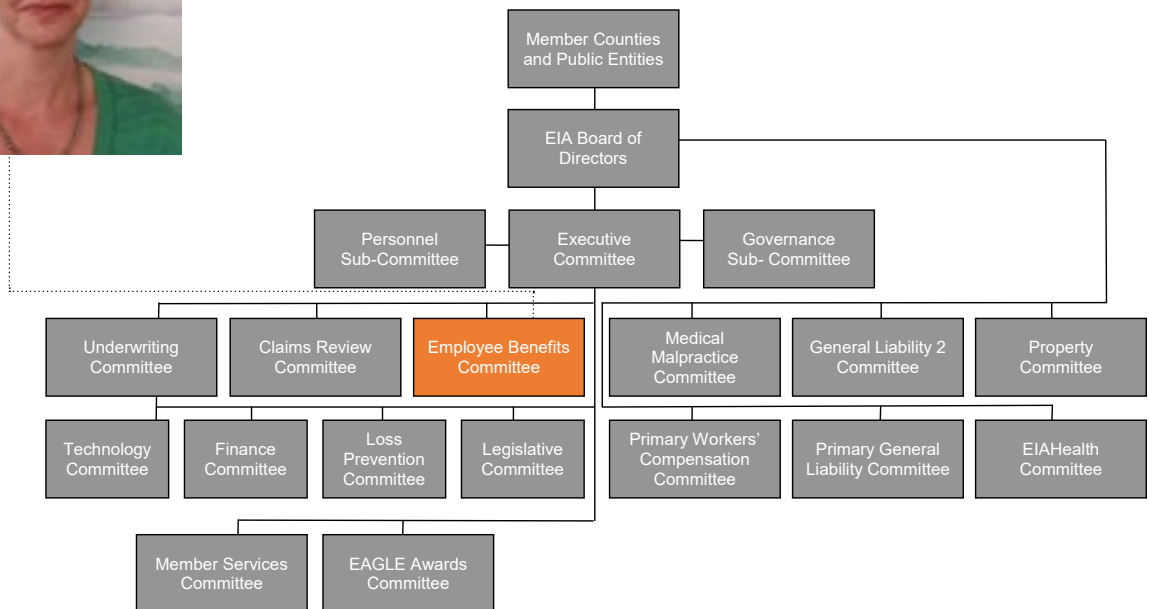 Member Counties
and Public Entities
EIA Board of
Directors
Personnel
Sub-Committee
Executive
Committee
Governance
Sub- Committee
Underwriting
Committee
Claims Review
Committee
Employee Benefits
Committee
Medical
Malpractice
Committee
General Liability 2
Committee
Property
Committee
Technology
Committee
Finance
Committee
Loss
Prevention
Committee
Legislative
Committee
Primary Workers’
Compensation
Committee
Primary General
Liability Committee
EIAHealth
Committee
Member Services
Committee
EAGLE Awards
Committee